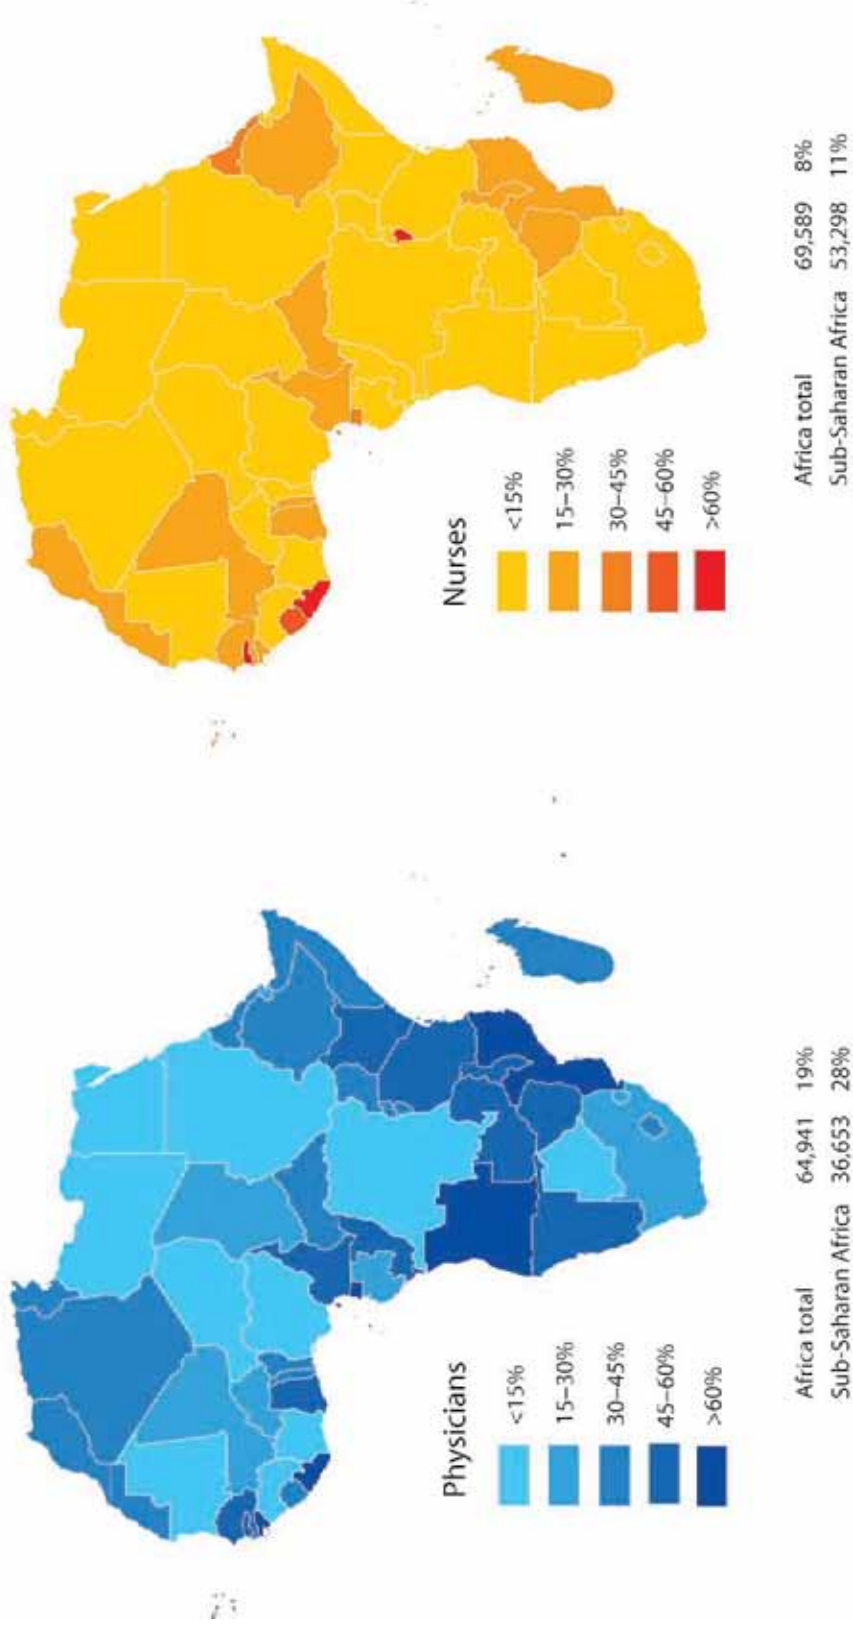 Physicians
<15%
15–30%
30–45%
45–60%
>60%
Africa total 64,941 19%
Sub-Saharan Africa 36,653 28%
Nurses
<15%
15–30%
30–45%
45–60%
>60%
Africa total 69,589 8%
Sub-Saharan Africa 53,298 11%